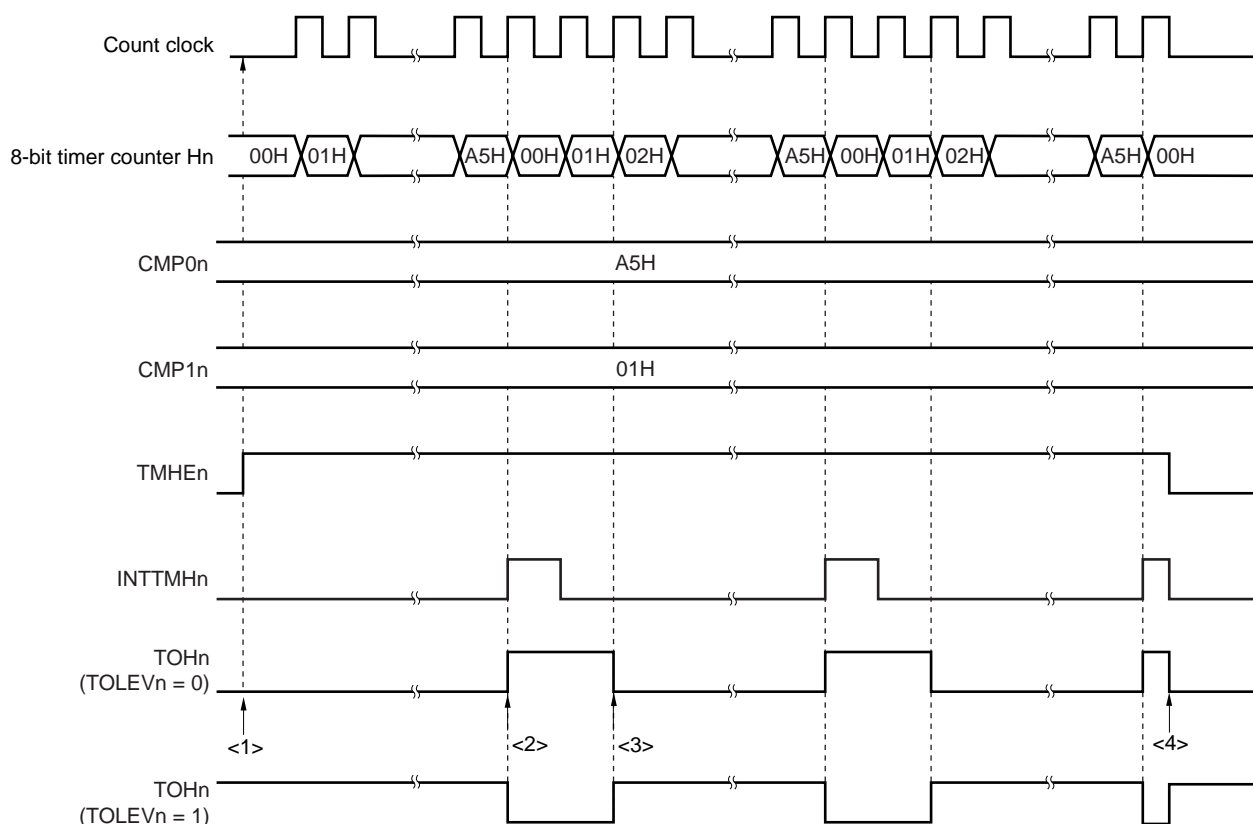 Count clock
8-bit timer counter Hn
00H 01H A5H 00H 01H 02H A5H 00H 01H 02H A5H 00H
CMP0n
A5H
CMP1n
01H
TMHEn
INTTMHn
TOHn
(TOLEVn = 0)
<1> <2> <3> <4>
TOHn
(TOLEVn = 1)